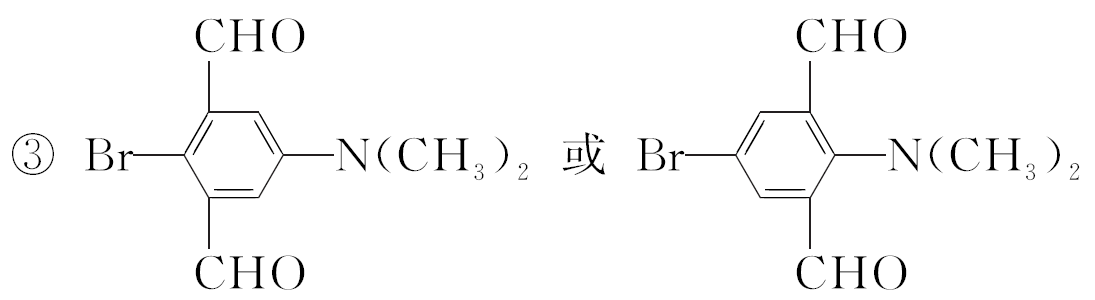 CHO CHO
③ Br N(CH₃)₂ 或 Br N(CH₃)₂
CHO CHO